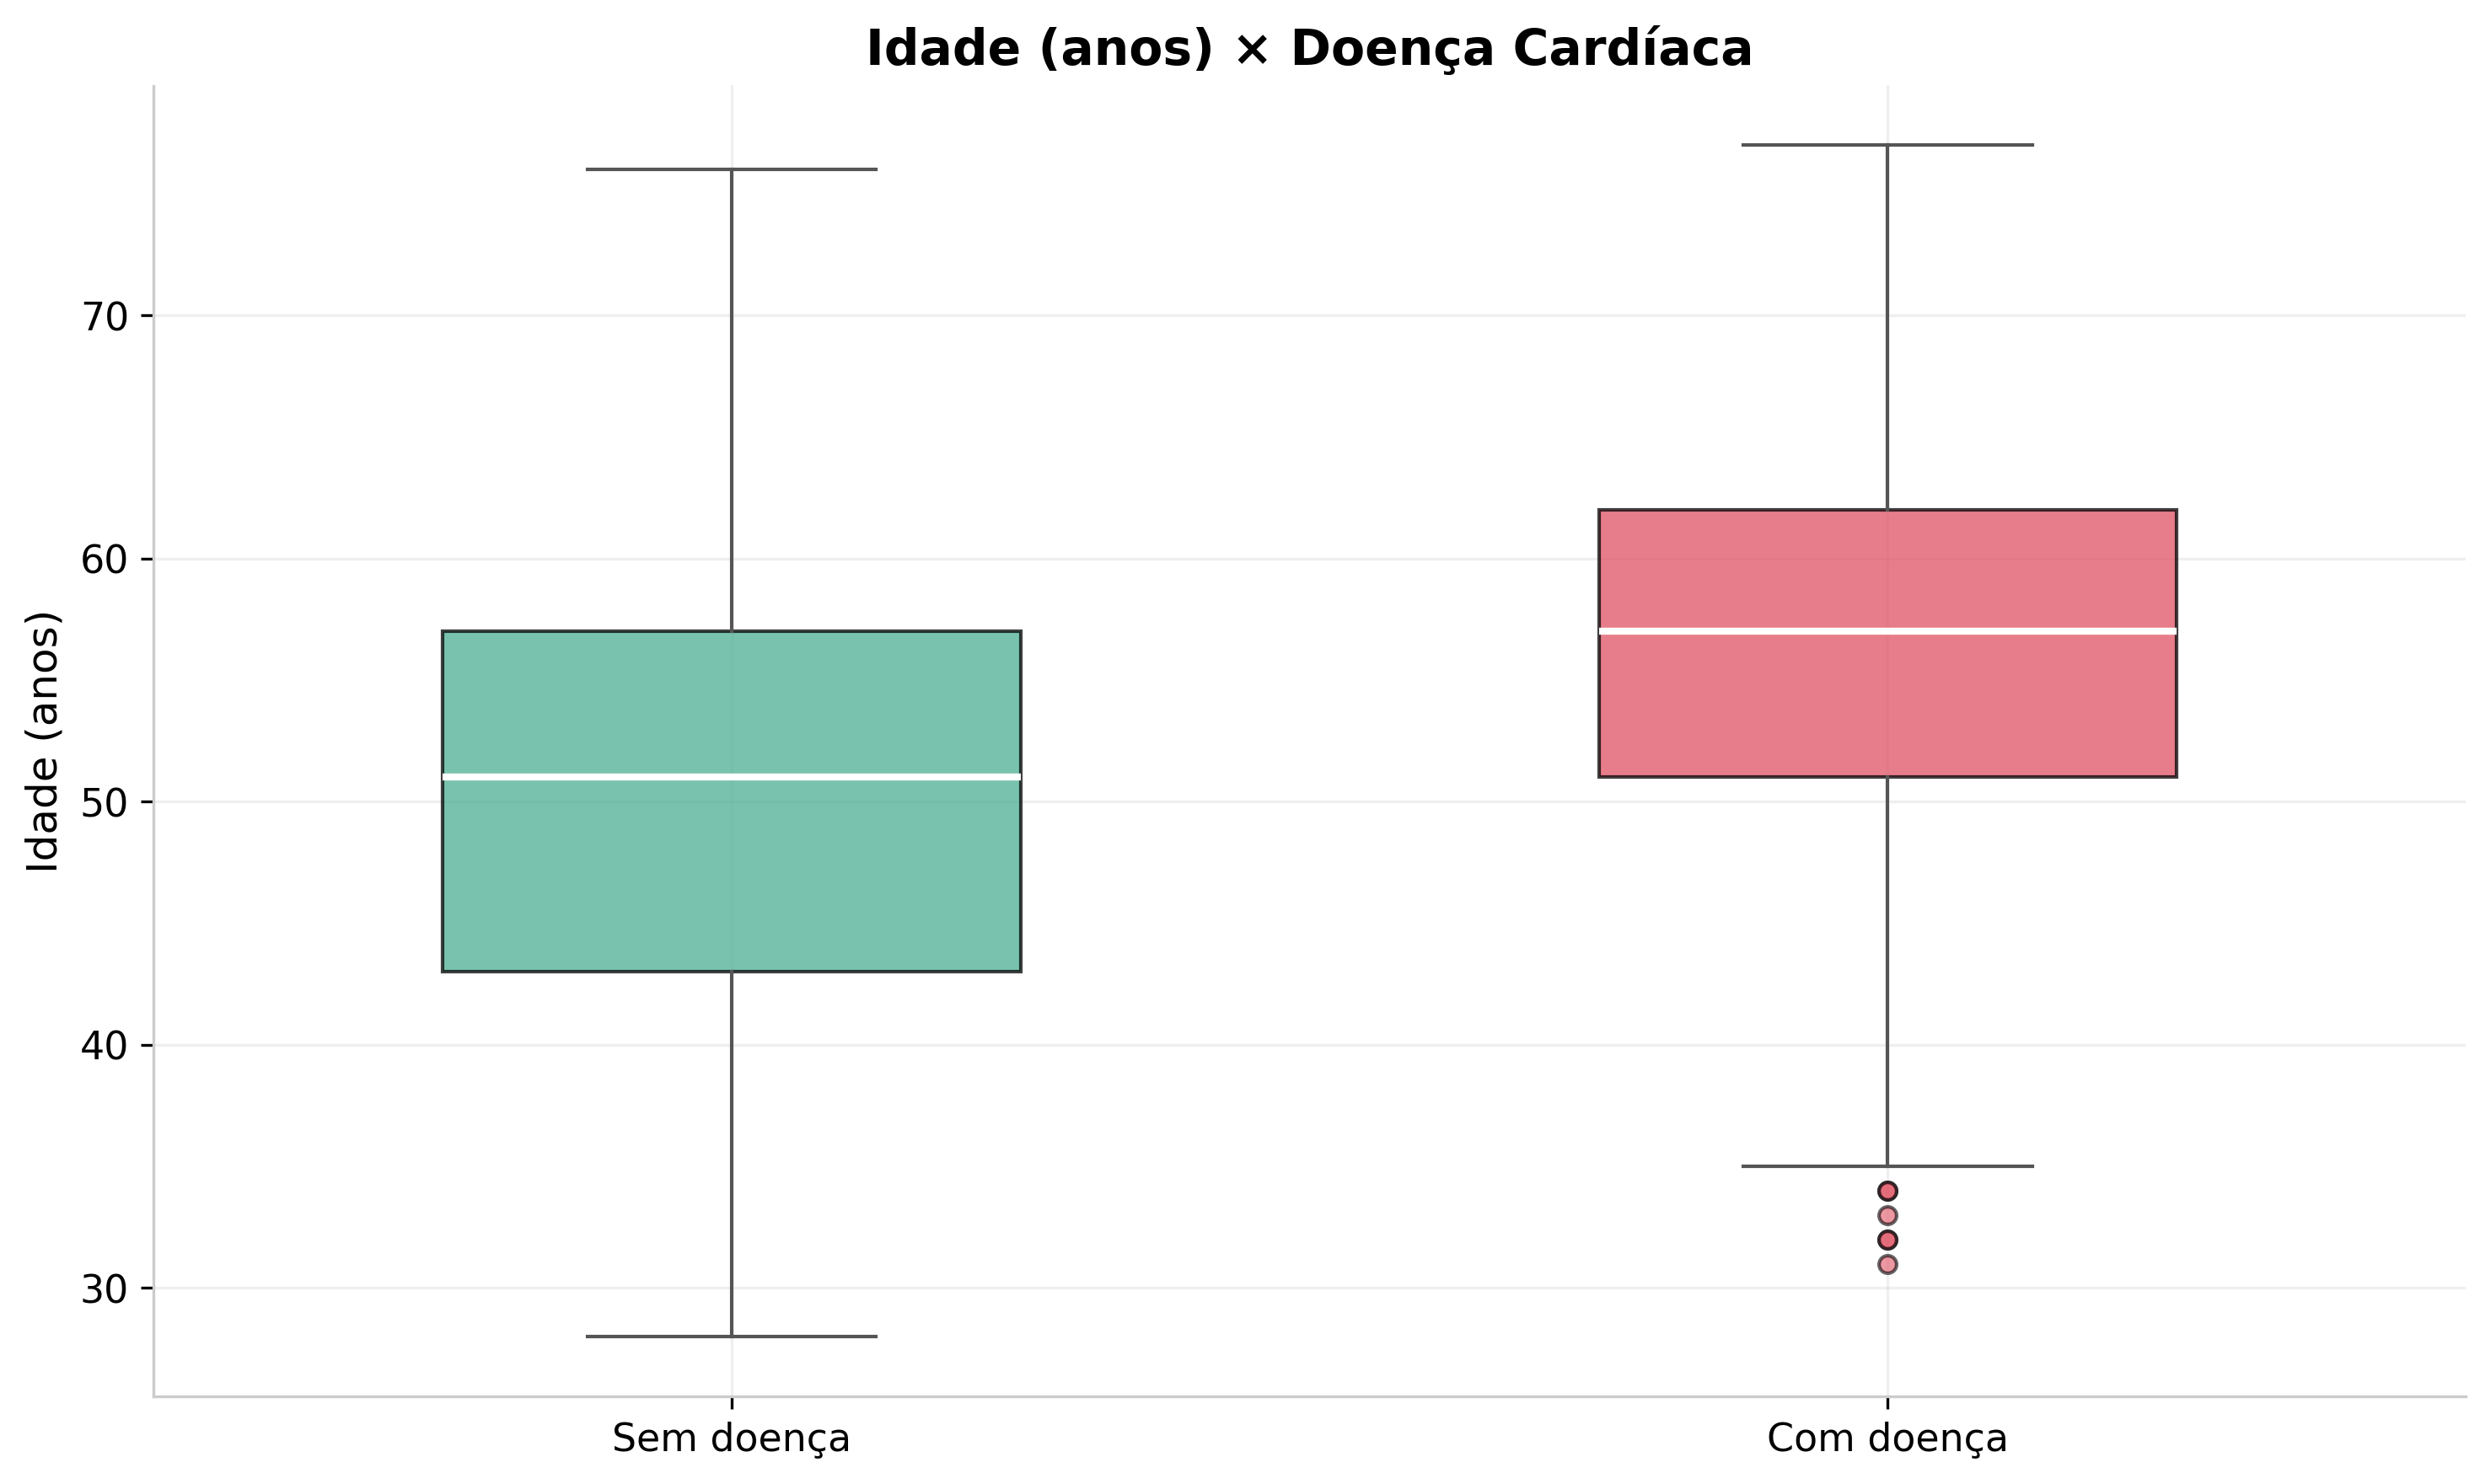 Idade (anos) × Doença Cardíaca
Idade (anos)
70
60
50
40
30
Sem doença
Com doença